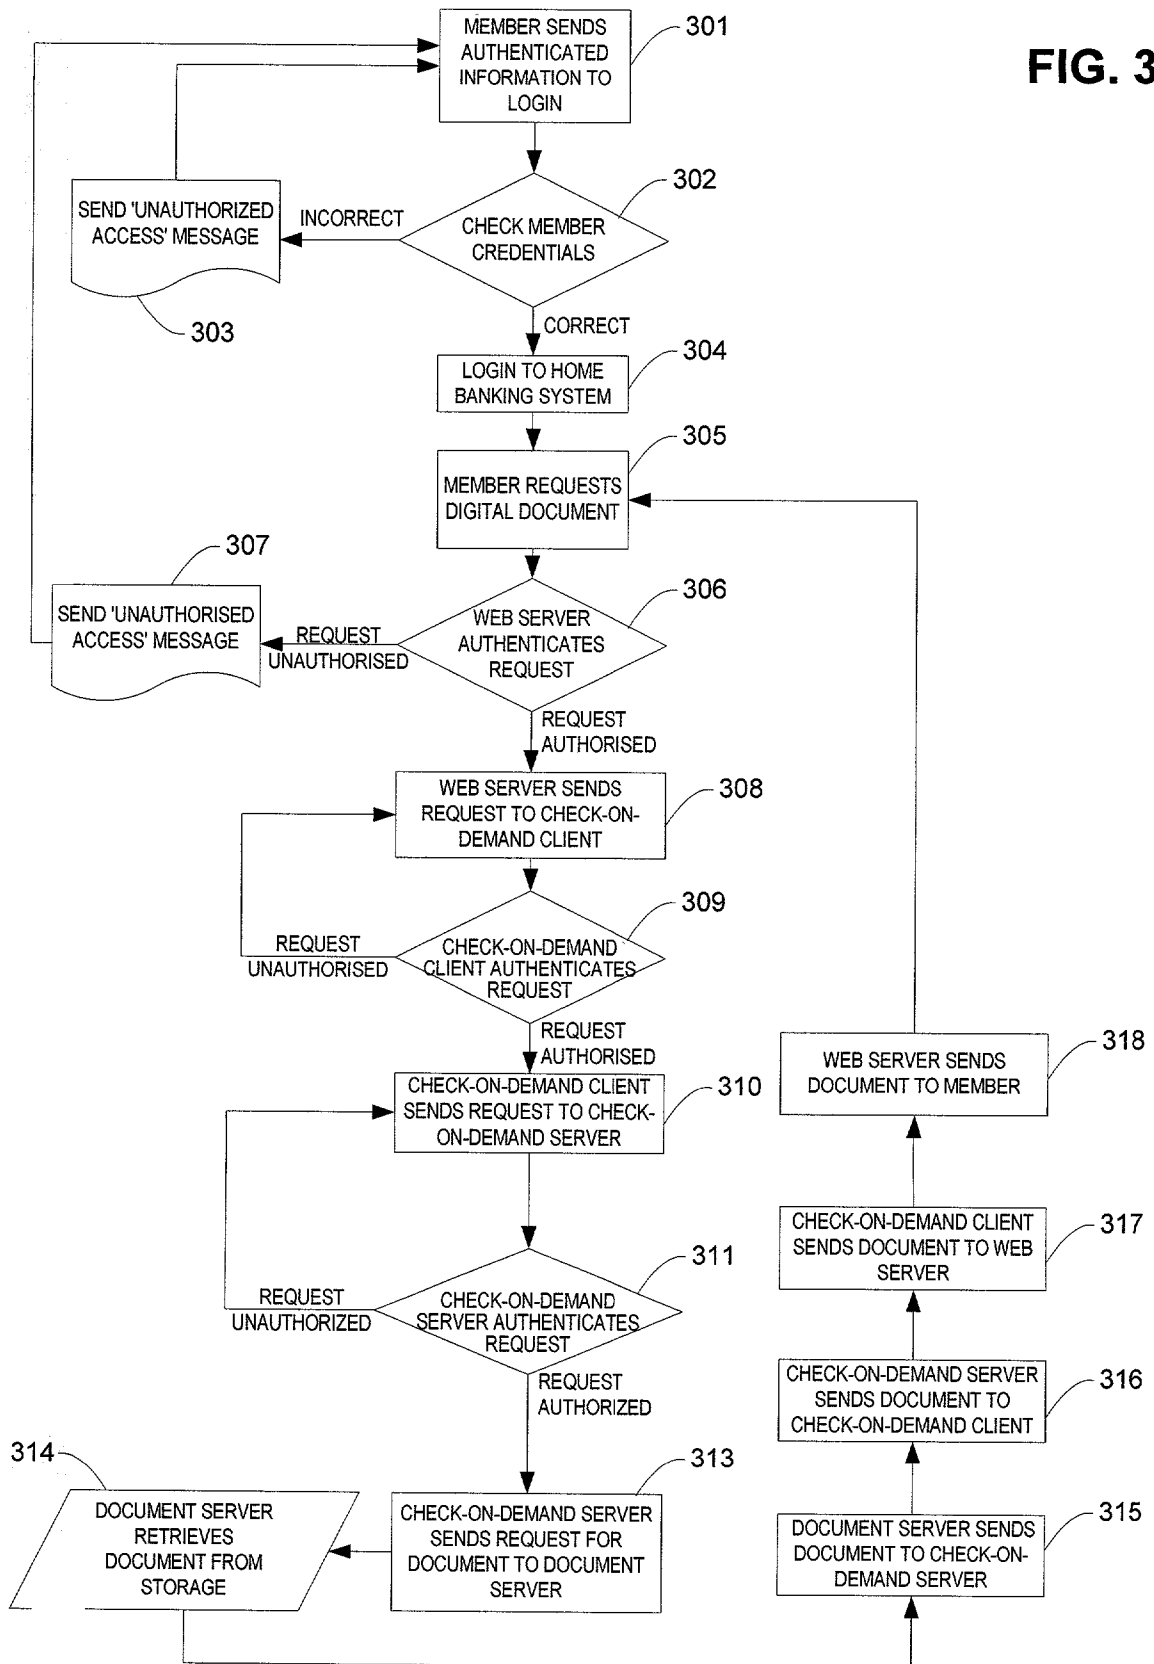 MEMBER SENDS
AUTHENTICATED
INFORMATION TO
LOGIN
301
FIG. 3
302
CHECK MEMBER
CREDENTIALS
INCORRECT
SEND 'UNAUTHORIZED
ACCESS' MESSAGE
303
CORRECT
304
LOGIN TO HOME
BANKING SYSTEM
305
MEMBER REQUESTS
DIGITAL DOCUMENT
307
SEND 'UNAUTHORISED
ACCESS' MESSAGE
306
WEB SERVER
AUTHENTICATES
REQUEST
REQUEST
UNAUTHORISED
REQUEST
AUTHORISED
WEB SERVER SENDS
REQUEST TO CHECK-ON-
DEMAND CLIENT
308
309
CHECK-ON-DEMAND
CLIENT AUTHENTICATES
REQUEST
REQUEST
UNAUTHORISED
REQUEST
AUTHORISED
CHECK-ON-DEMAND CLIENT
SENDS REQUEST TO CHECK-
ON-DEMAND SERVER
310
311
CHECK-ON-DEMAND
SERVER AUTHENTICATES
REQUEST
REQUEST
UNAUTHORIZED
REQUEST
AUTHORIZED
313
CHECK-ON-DEMAND SERVER
SENDS REQUEST FOR
DOCUMENT TO DOCUMENT
SERVER
314
DOCUMENT SERVER
RETRIEVES
DOCUMENT FROM
STORAGE
315
DOCUMENT SERVER SENDS
DOCUMENT TO CHECK-ON-
DEMAND SERVER
316
CHECK-ON-DEMAND SERVER
SENDS DOCUMENT TO
CHECK-ON-DEMAND CLIENT
317
CHECK-ON-DEMAND CLIENT
SENDS DOCUMENT TO WEB
SERVER
318
WEB SERVER SENDS
DOCUMENT TO MEMBER